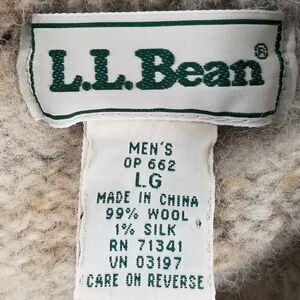 L.L.Bean®
MEN'S
OP 662
LG
MADE IN CHINA
99% WOOL
1% SILK
RN 71341
VN 03197
CARE ON REVERSE